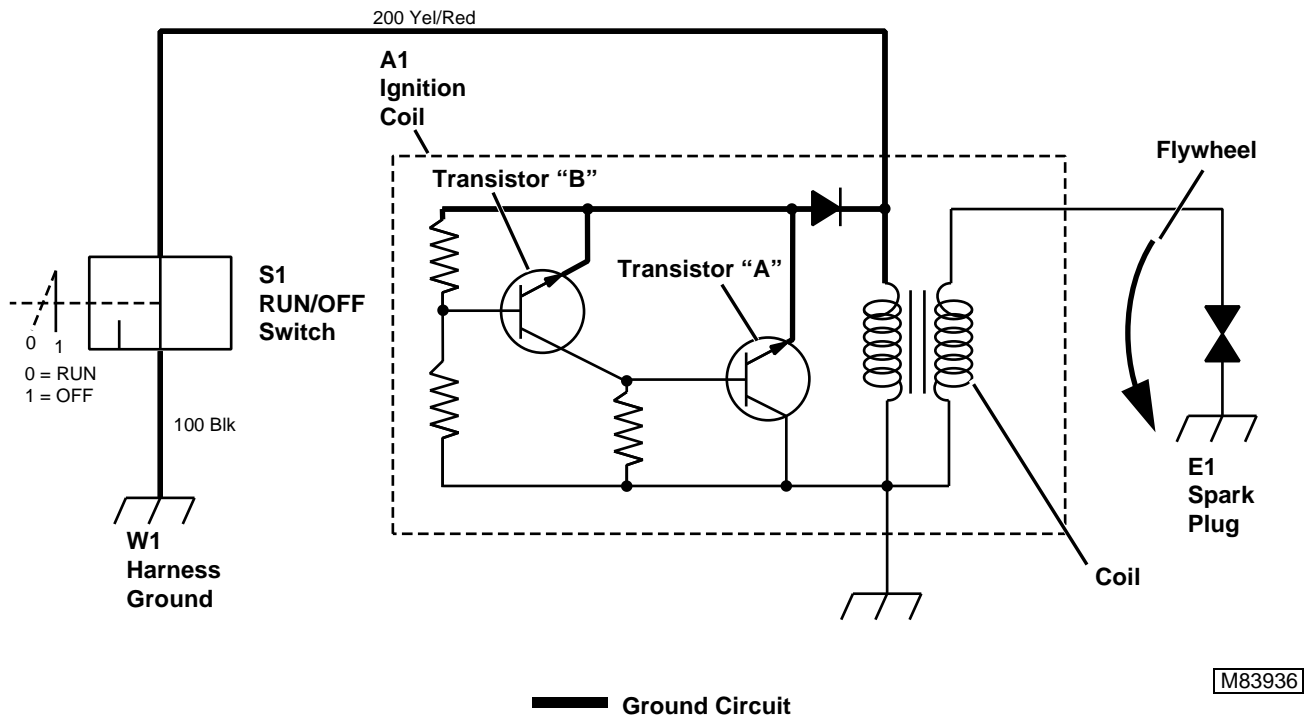 200 Yel/Red
A1
Ignition
Coil
Flywheel
Transistor “B”
Transistor “A”
S1
RUN/OFF
Switch
0 1
0 = RUN
1 = OFF
100 Blk
W1
Harness
Ground
E1
Spark
Plug
Coil
M83936
Ground Circuit